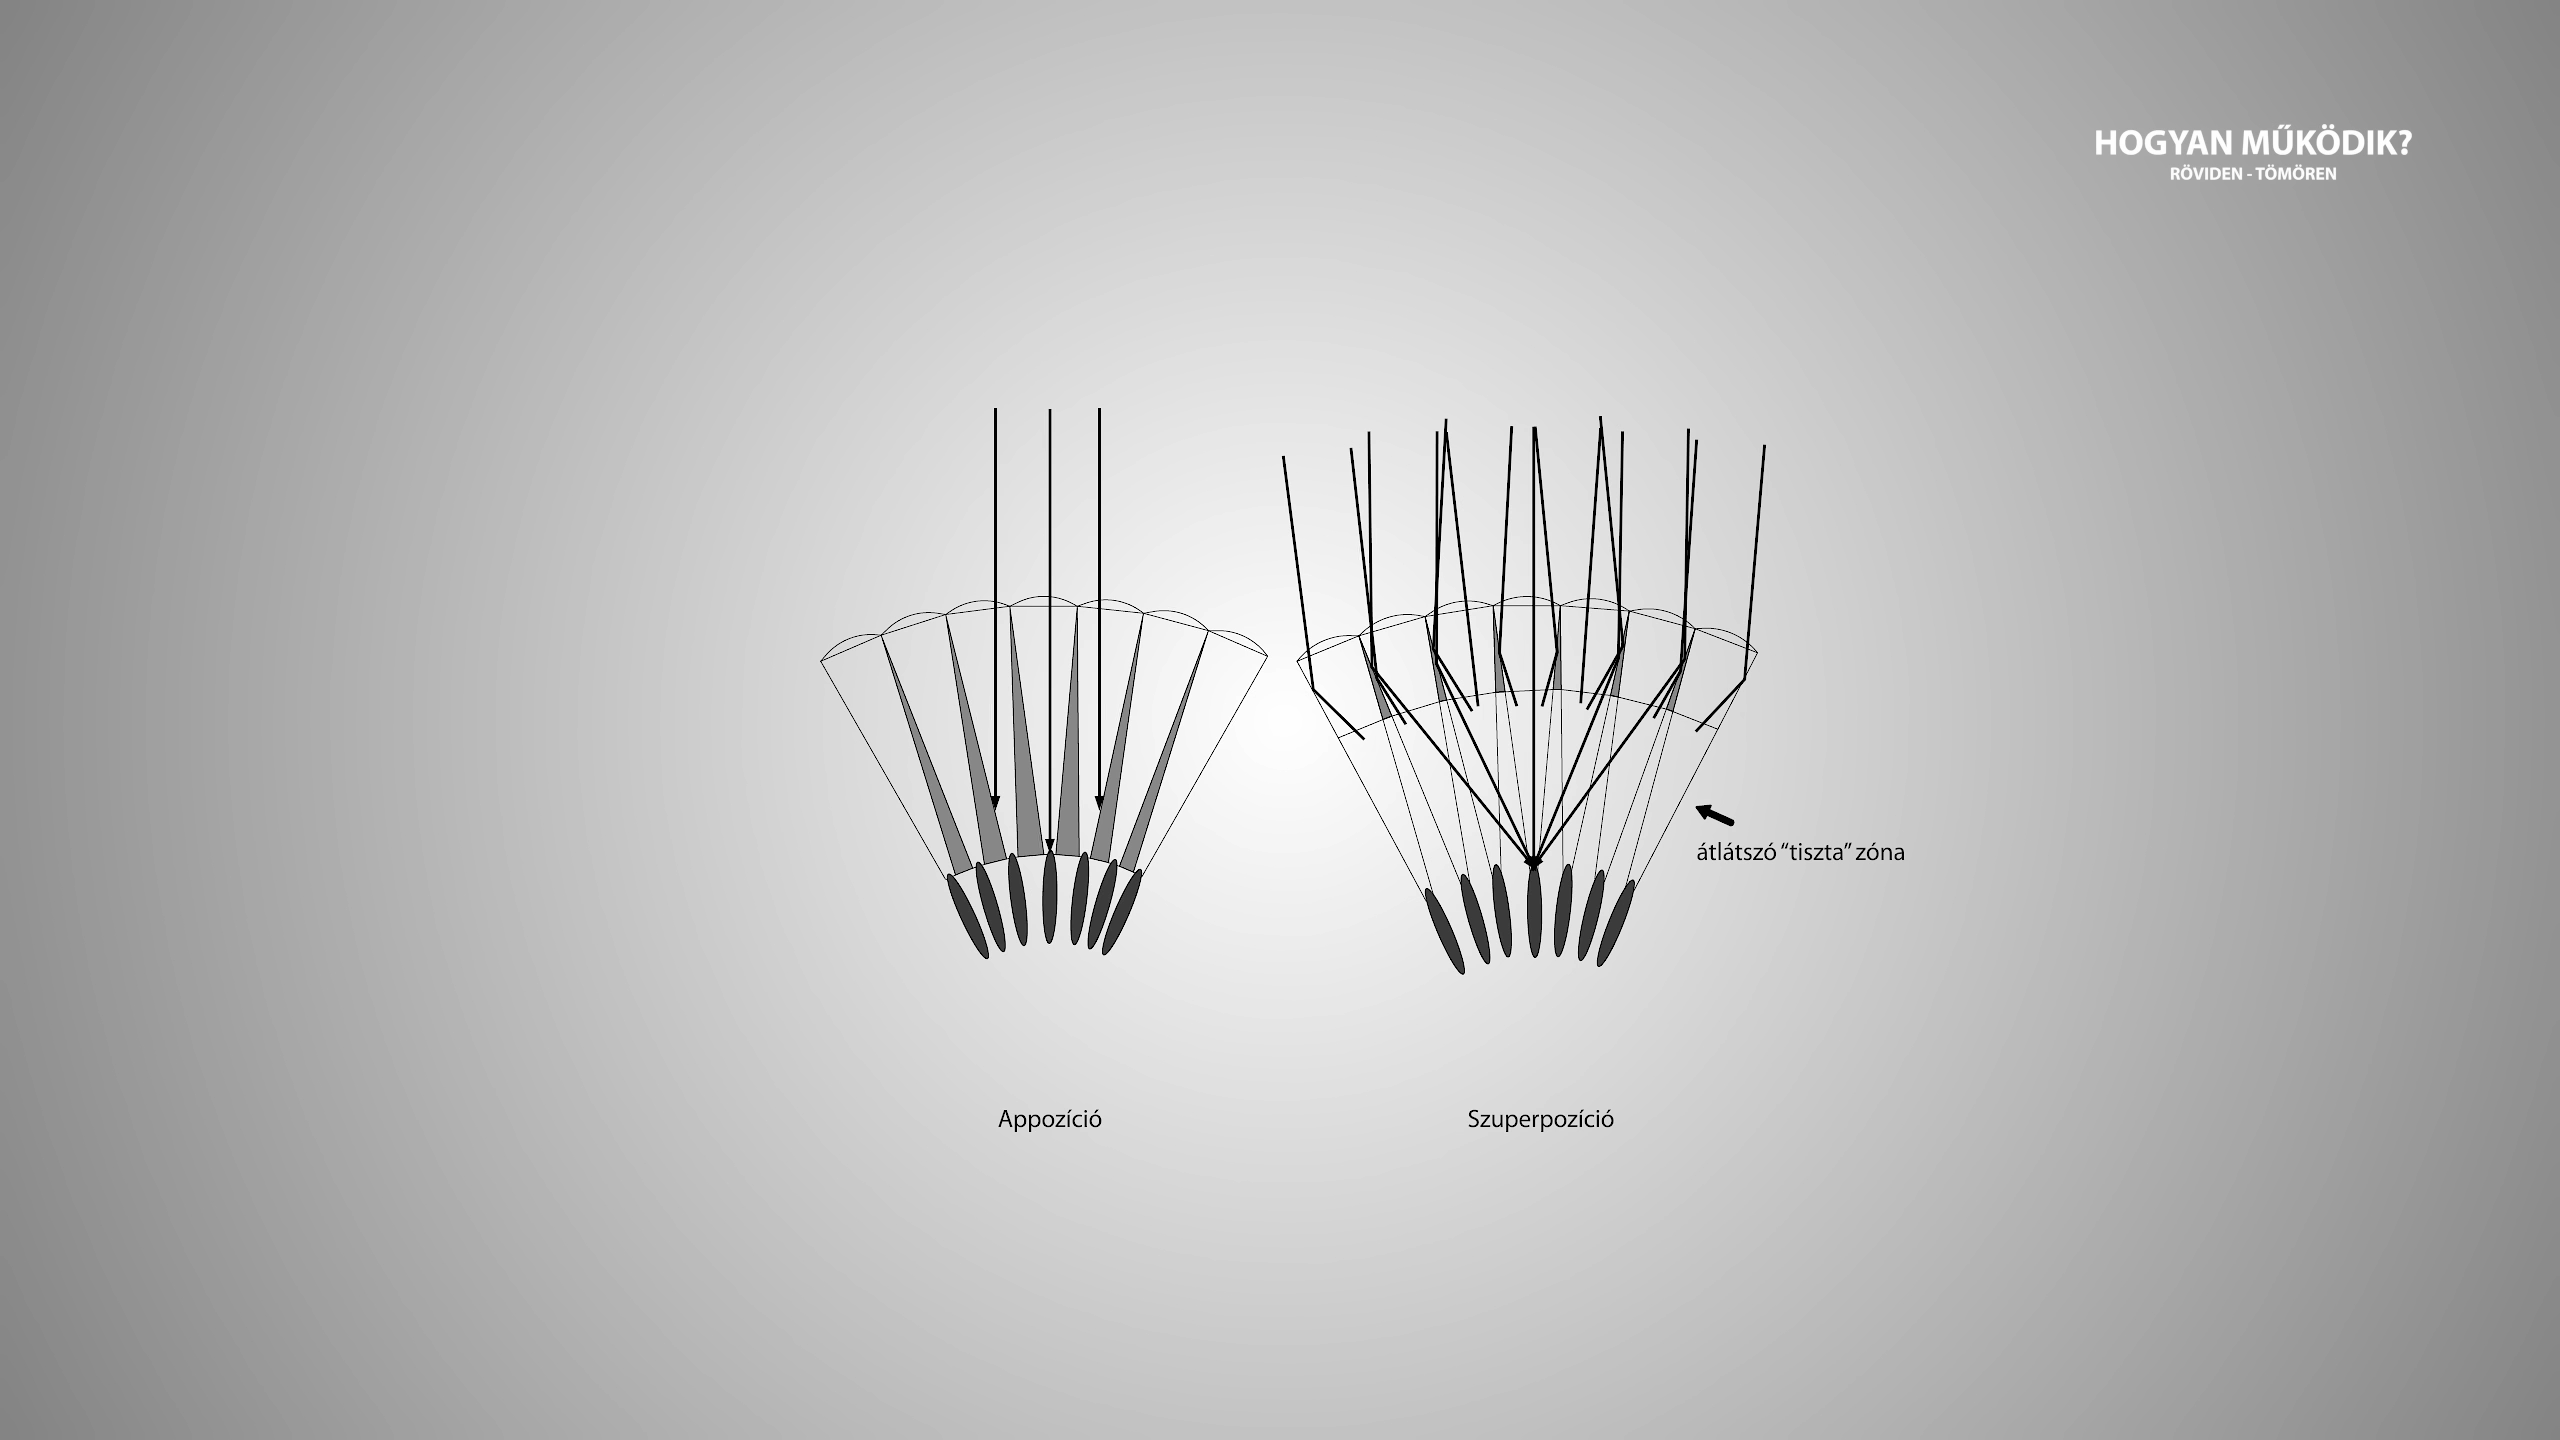 HOGYAN MŰKÖDIK?
RÖVIDEN - TÖMÖREN
átlátszó “tiszta” zóna
Appozíció
Szuperpozíció